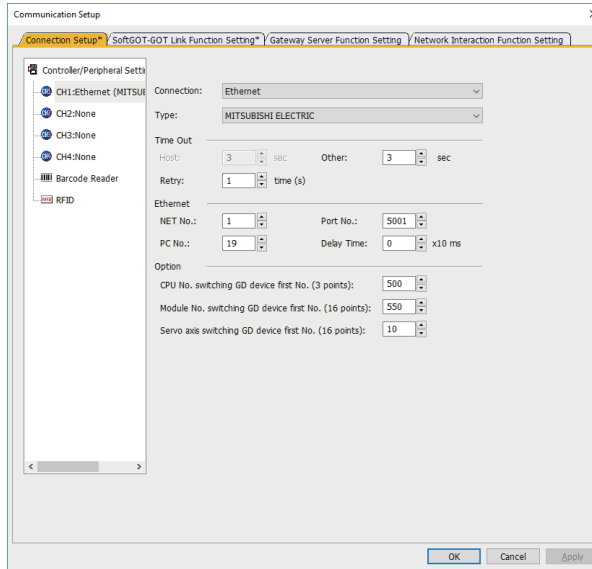 Communication Setup
Connection Setup* SoftGOT-GOT Link Function Setting* Gateway Server Function Setting Network Interaction Function Setting
Controller/Peripheral Setti
CH1:Ethernet (MITSUE
CH2:None
CH3:None
CH4:None
Barcode Reader
RFID
Connection: Ethernet
Type: MITSUBISHI ELECTRIC
Time Out
Host: 3 sec Other: 3 sec
Retry: 1 time (s)
Ethernet
NET No.: 1 Port No.: 5001
PC No.: 19 Delay Time: 0 x10 ms
Option
CPU No. switching GD device first No. (3 points): 500
Module No. switching GD device first No. (16 points): 550
Servo axis switching GD device first No. (16 points): 10
OK Cancel Apply